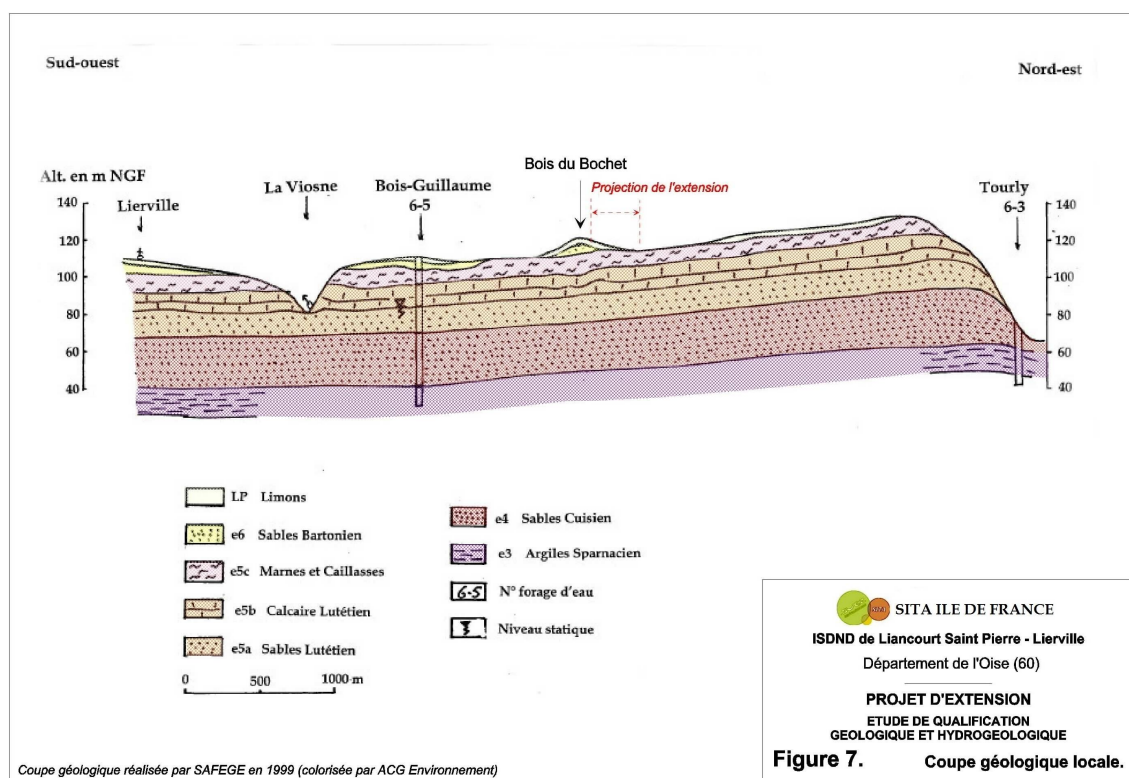 Sud-ouest
Nord-est
Bois du Bochet
Alt. en m NGF
La Viosne
Bois-Guillaume
6-5
Projection de l'extension
Tourly
6-3
Lierville
140
120
100
80
60
40
140
120
100
80
60
40
LP Limons
e6 Sables Bartonien
e5c Marnes et Caillasses
e5b Calcaire Lutétien
e5a Sables Lutétien
0 500 1000 m
e4 Sables Cuisien
e3 Argiles Sparnacien
6-5 N° forage d'eau
Niveau statique
SITA ILE DE FRANCE
ISDND de Liancourt Saint Pierre - Lierville
Département de l'Oise (60)
PROJET D'EXTENSION
ETUDE DE QUALIFICATION
GEOLOGIQUE ET HYDROGEOLOGIQUE
Figure 7. Coupe géologique locale.
Coupe géologique réalisée par SAFEGE en 1999 (colorisée par ACG Environnement)